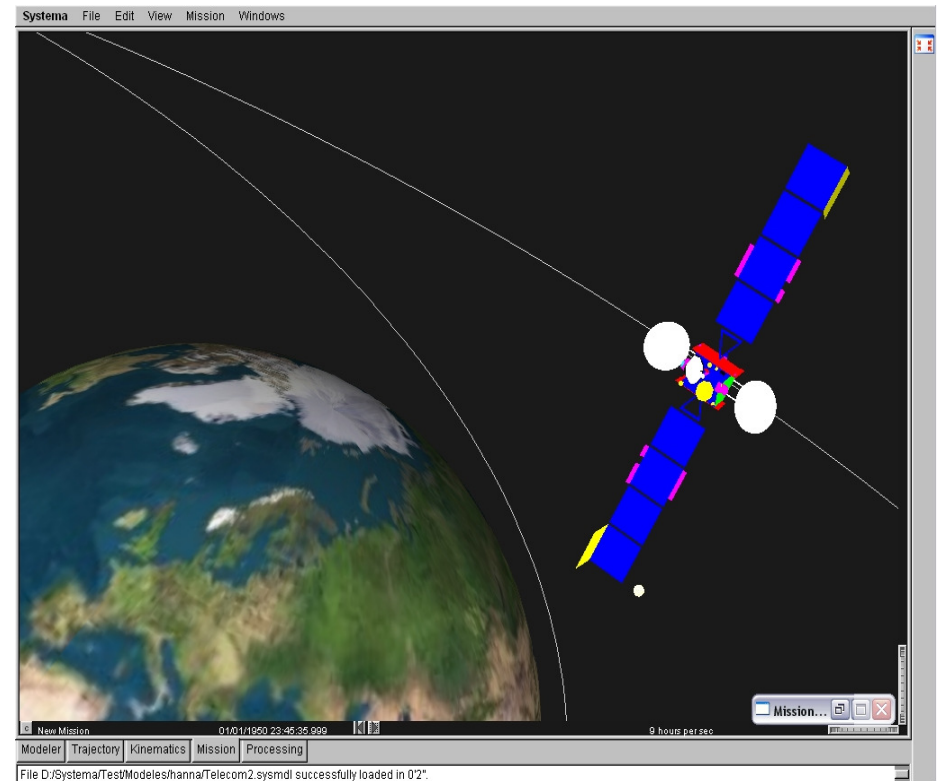 Systema File Edit View Mission Windows
Mission...
c New Mission 01/01/1950 23:45:35.999 9 hours per sec
Modeler Trajectory Kinematics Mission Processing
File D:/Systema/Test/Modeles/hanna/Telecom2.sysmdl successfully loaded in 0'2".